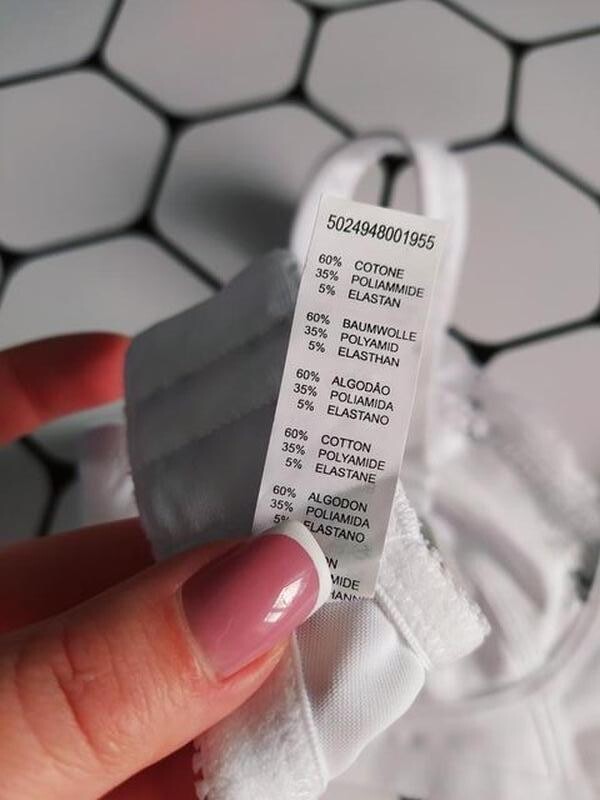 5024948001955
60% COTONE
35% POLIAMMIDE
5% ELASTAN
60% BAUMWOLLE
35% POLYAMID
5% ELASTHAN
60% ALGODÃO
35% POLIAMIDA
5% ELASTANO
60% COTTON
35% POLYAMIDE
5% ELASTANE
60% ALGODON
35% POLIAMIDA
5% ELASTANO